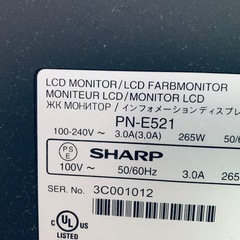 LCD MONITOR/LCD FARBMONITOR
MONITEUR LCD/MONITOR LCD
ЖК МОНИТОР / インフォメーションディスプレ
PN-E521
100-240V ~ 3.0A(3,0A) 265W 50/6
PS E SHARP
100V ~ 50/60Hz 3.0A 265
SER. No. 3C001012
C UL US
LISTED